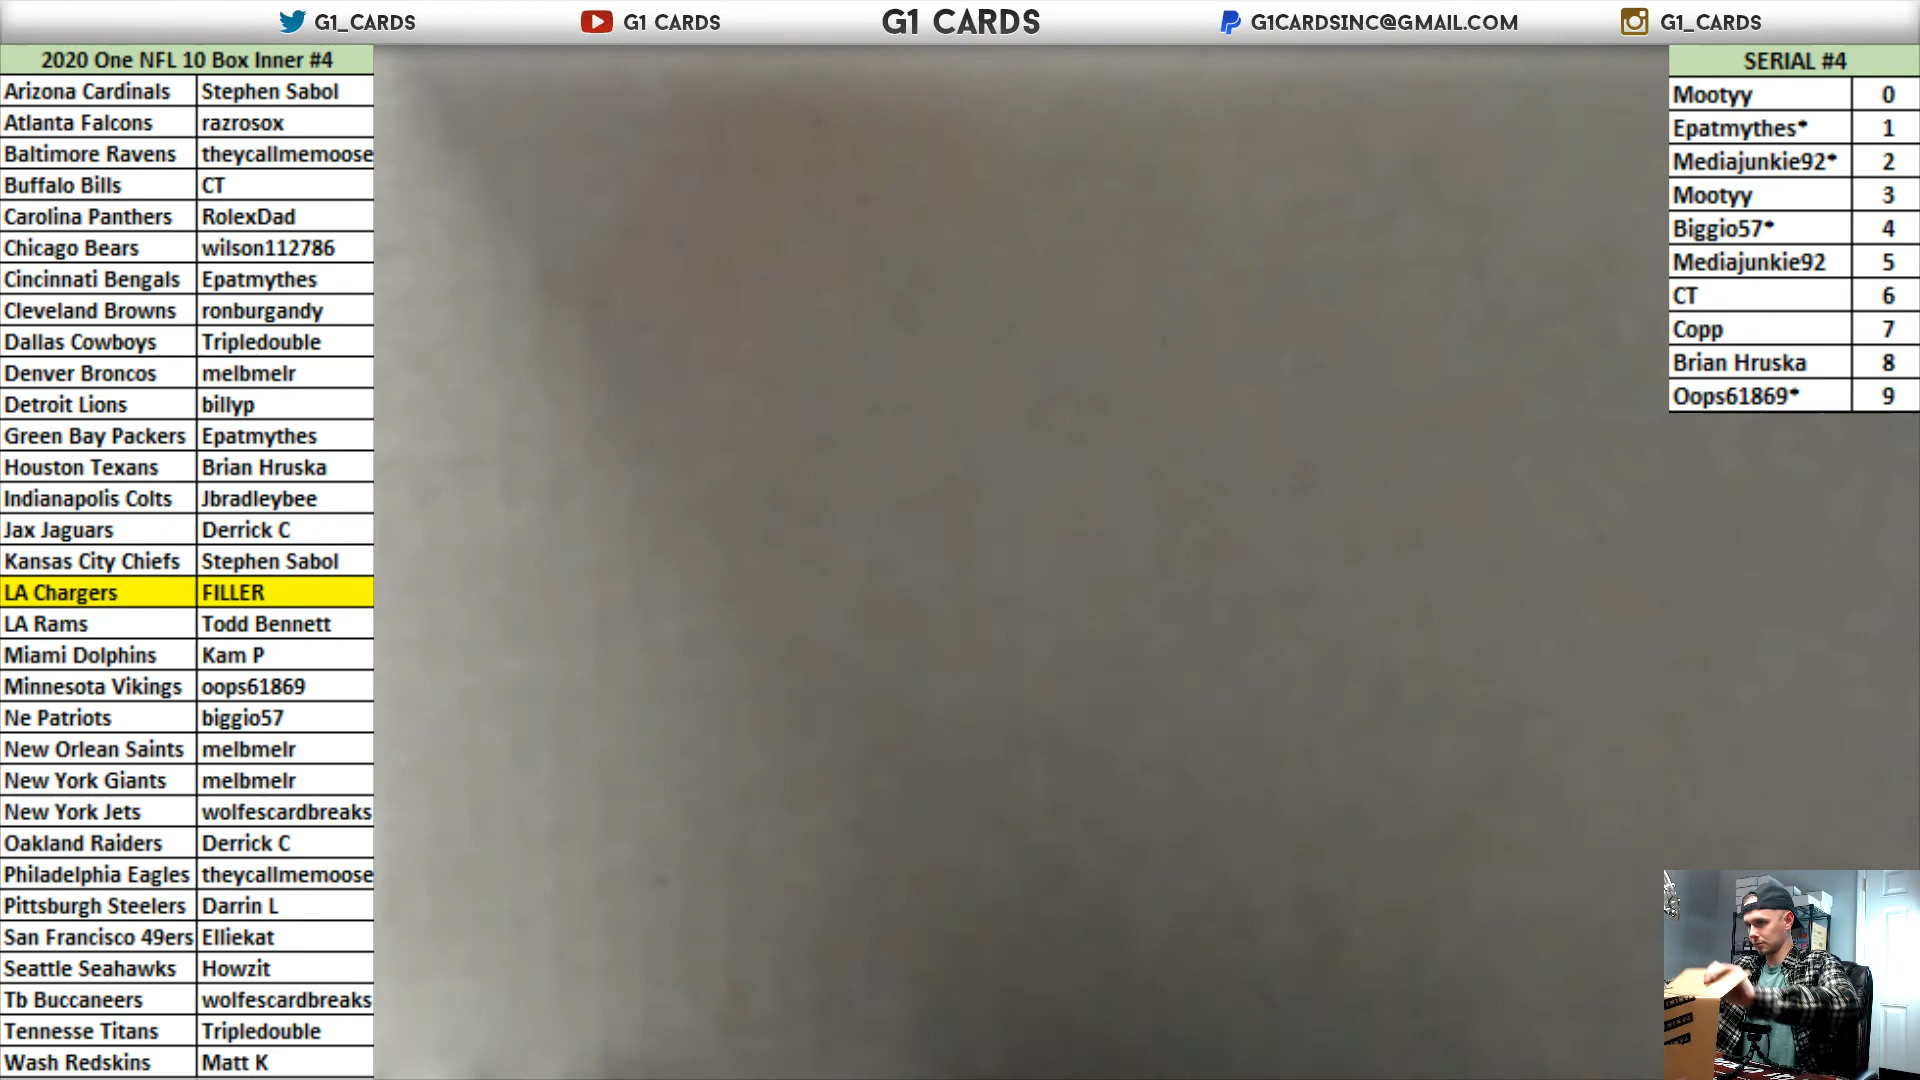 G1_CARDS G1 CARDS G1 CARDS G1CARDSINC@GMAIL.COM G1_CARDS
2020 One NFL 10 Box Inner #4
Arizona Cardinals Stephen Sabol
Atlanta Falcons razrosox
Baltimore Ravens theycallmemoose
Buffalo Bills CT
Carolina Panthers RolexDad
Chicago Bears wilson112786
Cincinnati Bengals Epatmythes
Cleveland Browns ronburgandy
Dallas Cowboys Tripledouble
Denver Broncos melbmelr
Detroit Lions billyp
Green Bay Packers Epatmythes
Houston Texans Brian Hruska
Indianapolis Colts Jbradleybee
Jax Jaguars Derrick C
Kansas City Chiefs Stephen Sabol
LA Chargers FILLER
LA Rams Todd Bennett
Miami Dolphins Kam P
Minnesota Vikings oops61869
Ne Patriots biggio57
New Orlean Saints melbmelr
New York Giants melbmelr
New York Jets wolfescardbreaks
Oakland Raiders Derrick C
Philadelphia Eagles theycallmemoose
Pittsburgh Steelers Darrin L
San Francisco 49ers Elliekat
Seattle Seahawks Howzit
Tb Buccaneers wolfescardbreaks
Tennesse Titans Tripledouble
Wash Redskins Matt K
SERIAL #4
Mootyy 0
Epatmythes* 1
Mediajunkie92* 2
Mootyy 3
Biggio57* 4
Mediajunkie92 5
CT 6
Copp 7
Brian Hruska 8
Oops61869* 9